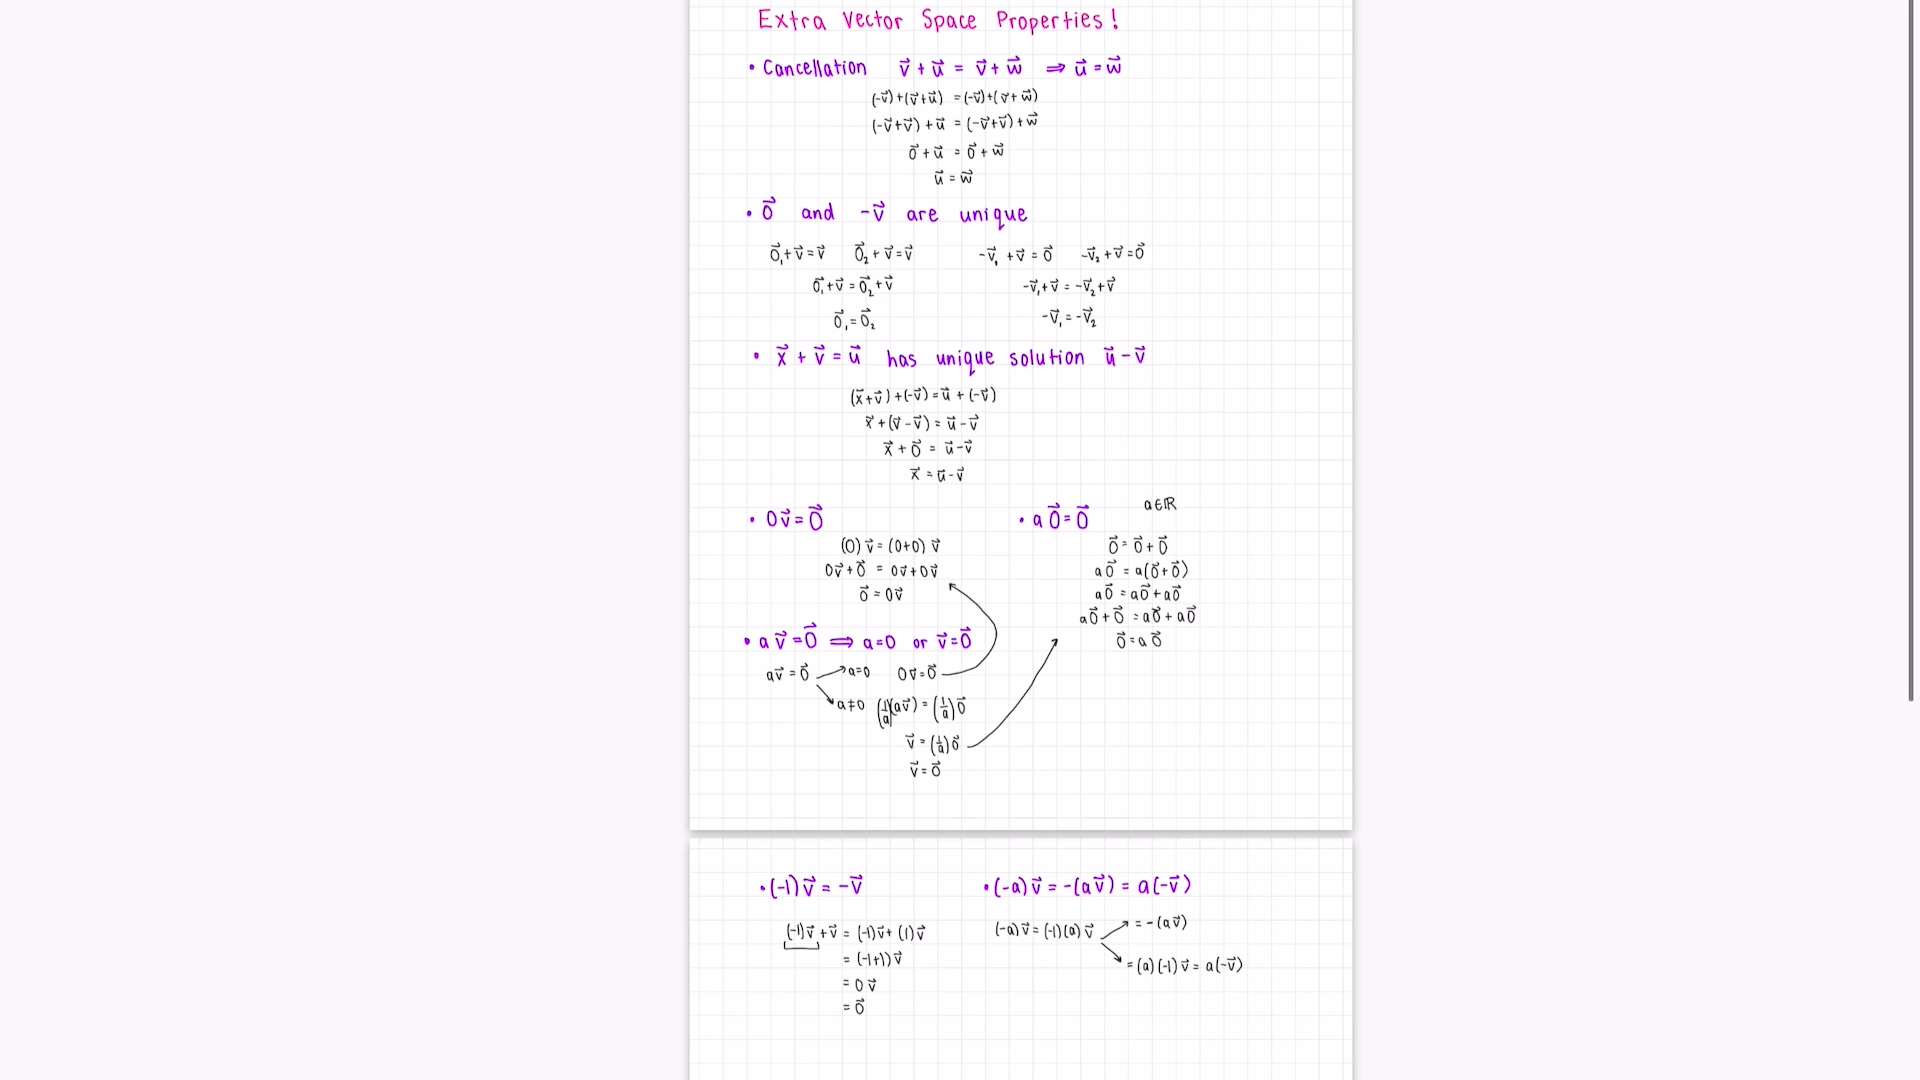 Extra Vector Space Properties!
• Cancellation v⃗ + u⃗ = v⃗ + w⃗ ⟹ u⃗ = w⃗
(-v⃗)+(v⃗+u⃗) = (-v⃗)+(v+w⃗)
(-v⃗+v⃗)+u⃗ = (-v⃗+v⃗)+w⃗
0⃗+u⃗ = 0⃗+w⃗
u⃗ = w⃗
• 0⃗ and -v⃗ are unique
0⃗₁+v⃗=v⃗ 0⃗₂+v⃗=v⃗ -v⃗₁+v⃗=0⃗ -v⃗₂+v⃗=0⃗
0⃗₁+v⃗=0⃗₂+v⃗ -v⃗₁+v⃗=-v⃗₂+v⃗
0⃗₁=0⃗₂ -v⃗₁=-v⃗₂
• x⃗ + v⃗ = u⃗ has unique solution u⃗ - v⃗
(x⃗+v⃗)+(-v⃗)=u⃗+(-v⃗)
x⃗+(v⃗-v⃗)=u⃗-v⃗
x⃗+0⃗ = u⃗-v⃗
x⃗ = u⃗-v⃗
• 0v⃗=0⃗
(0)v⃗=(0+0)v⃗
0v⃗+0⃗ = 0v⃗+0v⃗
0⃗ = 0v⃗
• a0⃗=0⃗ a∈ℝ
0⃗=0⃗+0⃗
a0⃗ = a(0⃗+0⃗)
a0⃗ = a0⃗+a0⃗
a0⃗+0⃗ = a0⃗+a0⃗
0⃗=a0⃗
• av⃗=0⃗ ⟹ a=0 or v⃗=0⃗
av⃗=0⃗ → a=0 0v⃗=0⃗
a≠0 (1/a)(av⃗)=(1/a)0⃗
v⃗=(1/a)0⃗
v⃗=0⃗
• (-1)v⃗ = -v⃗
(-1)v⃗+v⃗ = (-1)v⃗+(1)v⃗
= (-1+1)v⃗
= 0v⃗
= 0⃗
• (-a)v⃗ = -(av⃗) = a(-v⃗)
(-a)v⃗=(-1)(a)v⃗ = -(av⃗)
= (a)(-1)v⃗ = a(-v⃗)